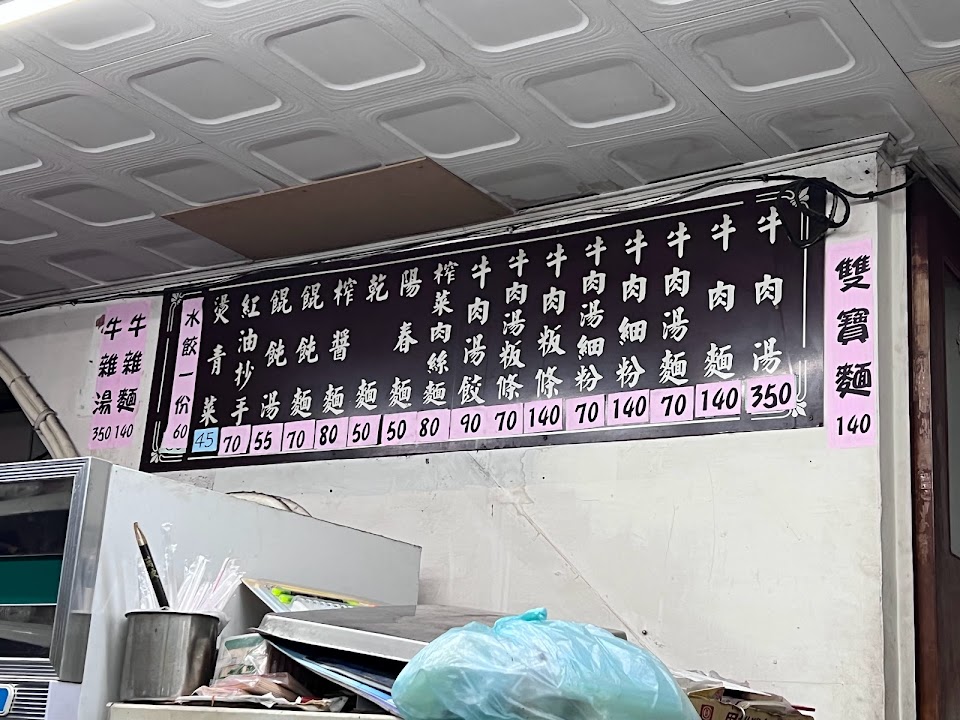 雙寶麵 140
牛肉湯 350
牛肉麵 140
牛肉湯麵 70
牛肉細粉 140
牛肉湯細粉 70
牛肉粄條 140
牛肉湯粄條 70
牛肉湯餃 90
榨菜肉絲麵 80
陽春麵 50
乾麵 50
榨醬麵 80
餛飩麵 70
餛飩湯 55
紅油抄手 70
燙青菜 45
水餃一份 60
牛雜麵 140
牛雜湯 350